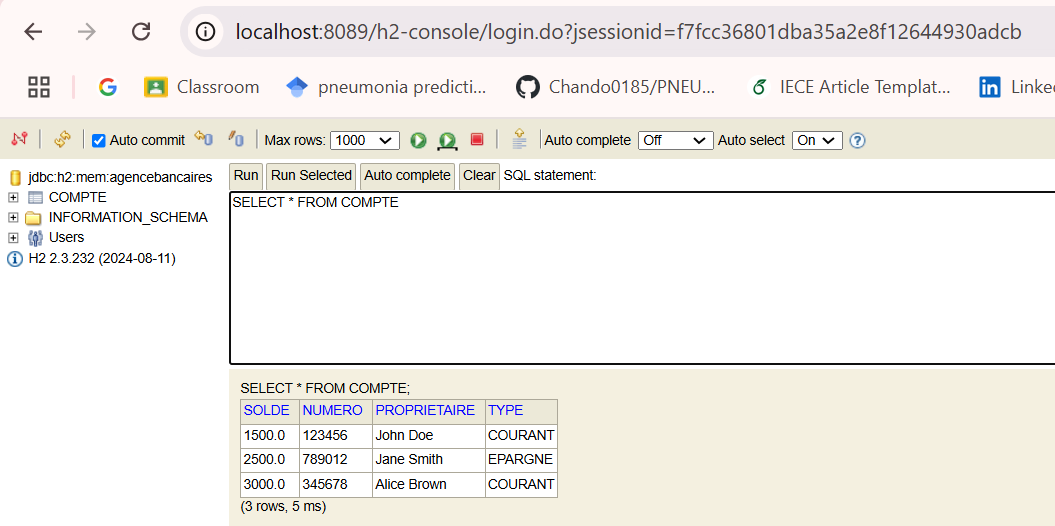 localhost:8089/h2-console/login.do?jsessionid=f7fcc36801dba35a2e8f12644930adcb
Classroom pneumonia predicti... Chando0185/PNEU... IECE Article Templat... Linke
Auto commit Max rows: 1000 Auto complete Off Auto select On
jdbc:h2:mem:agencebancaires
COMPTE
INFORMATION_SCHEMA
Users
H2 2.3.232 (2024-08-11)
Run Run Selected Auto complete Clear SQL statement:
SELECT * FROM COMPTE
SELECT * FROM COMPTE;
SOLDE NUMERO PROPRIETAIRE TYPE
1500.0 123456 John Doe COURANT
2500.0 789012 Jane Smith EPARGNE
3000.0 345678 Alice Brown COURANT
(3 rows, 5 ms)